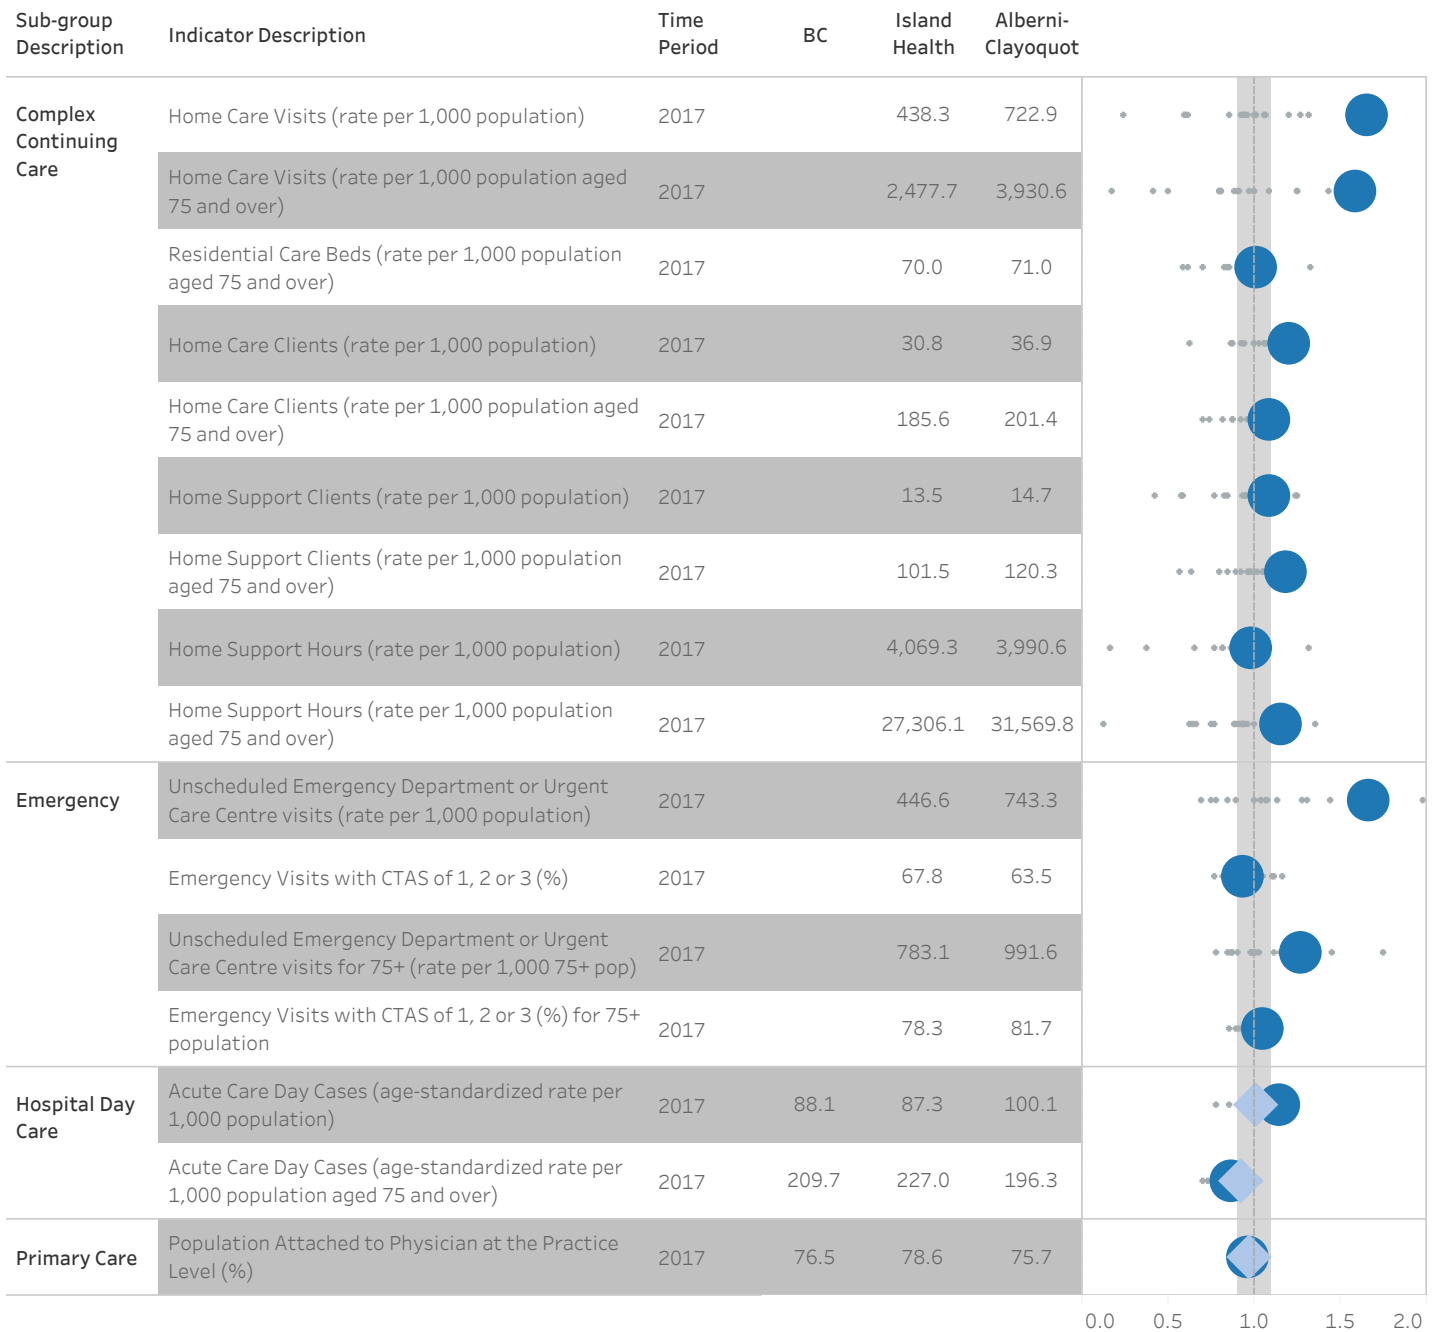 Sub-group
Description
Indicator Description
Time
Period
BC
Island
Health
Alberni-
Clayoquot
Complex
Continuing
Care
Home Care Visits (rate per 1,000 population)
2017
438.3
722.9
Home Care Visits (rate per 1,000 population aged
75 and over)
2017
2,477.7
3,930.6
Residential Care Beds (rate per 1,000 population
aged 75 and over)
2017
70.0
71.0
Home Care Clients (rate per 1,000 population)
2017
30.8
36.9
Home Care Clients (rate per 1,000 population aged
75 and over)
2017
185.6
201.4
Home Support Clients (rate per 1,000 population)
2017
13.5
14.7
Home Support Clients (rate per 1,000 population
aged 75 and over)
2017
101.5
120.3
Home Support Hours (rate per 1,000 population)
2017
4,069.3
3,990.6
Home Support Hours (rate per 1,000 population
aged 75 and over)
2017
27,306.1
31,569.8
Emergency
Unscheduled Emergency Department or Urgent
Care Centre visits (rate per 1,000 population)
2017
446.6
743.3
Emergency Visits with CTAS of 1, 2 or 3 (%)
2017
67.8
63.5
Unscheduled Emergency Department or Urgent
Care Centre visits for 75+ (rate per 1,000 75+ pop)
2017
783.1
991.6
Emergency Visits with CTAS of 1, 2 or 3 (%) for 75+
population
2017
78.3
81.7
Hospital Day
Care
Acute Care Day Cases (age-standardized rate per
1,000 population)
2017
88.1
87.3
100.1
Acute Care Day Cases (age-standardized rate per
1,000 population aged 75 and over)
2017
209.7
227.0
196.3
Primary Care
Population Attached to Physician at the Practice
Level (%)
2017
76.5
78.6
75.7
0.0 0.5 1.0 1.5 2.0